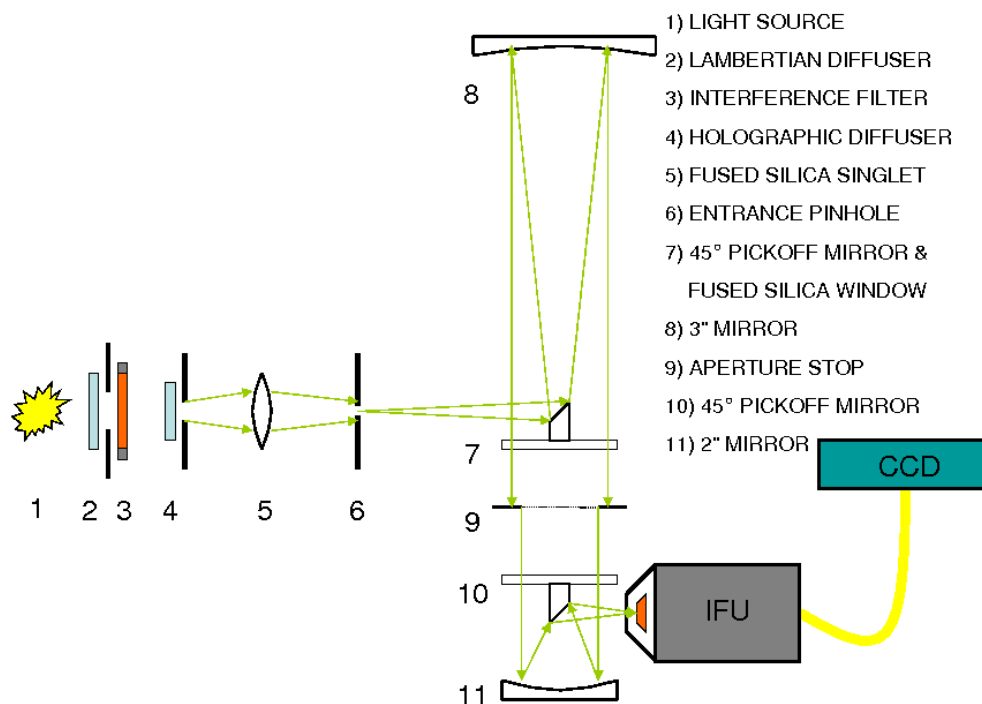 1) LIGHT SOURCE
2) LAMBERTIAN DIFFUSER
3) INTERFERENCE FILTER
4) HOLOGRAPHIC DIFFUSER
5) FUSED SILICA SINGLET
6) ENTRANCE PINHOLE
7) 45° PICKOFF MIRROR &
FUSED SILICA WINDOW
8) 3" MIRROR
9) APERTURE STOP
10) 45° PICKOFF MIRROR
11) 2" MIRROR
8
7
CCD
1 2 3 4 5 6
9
10
IFU
11